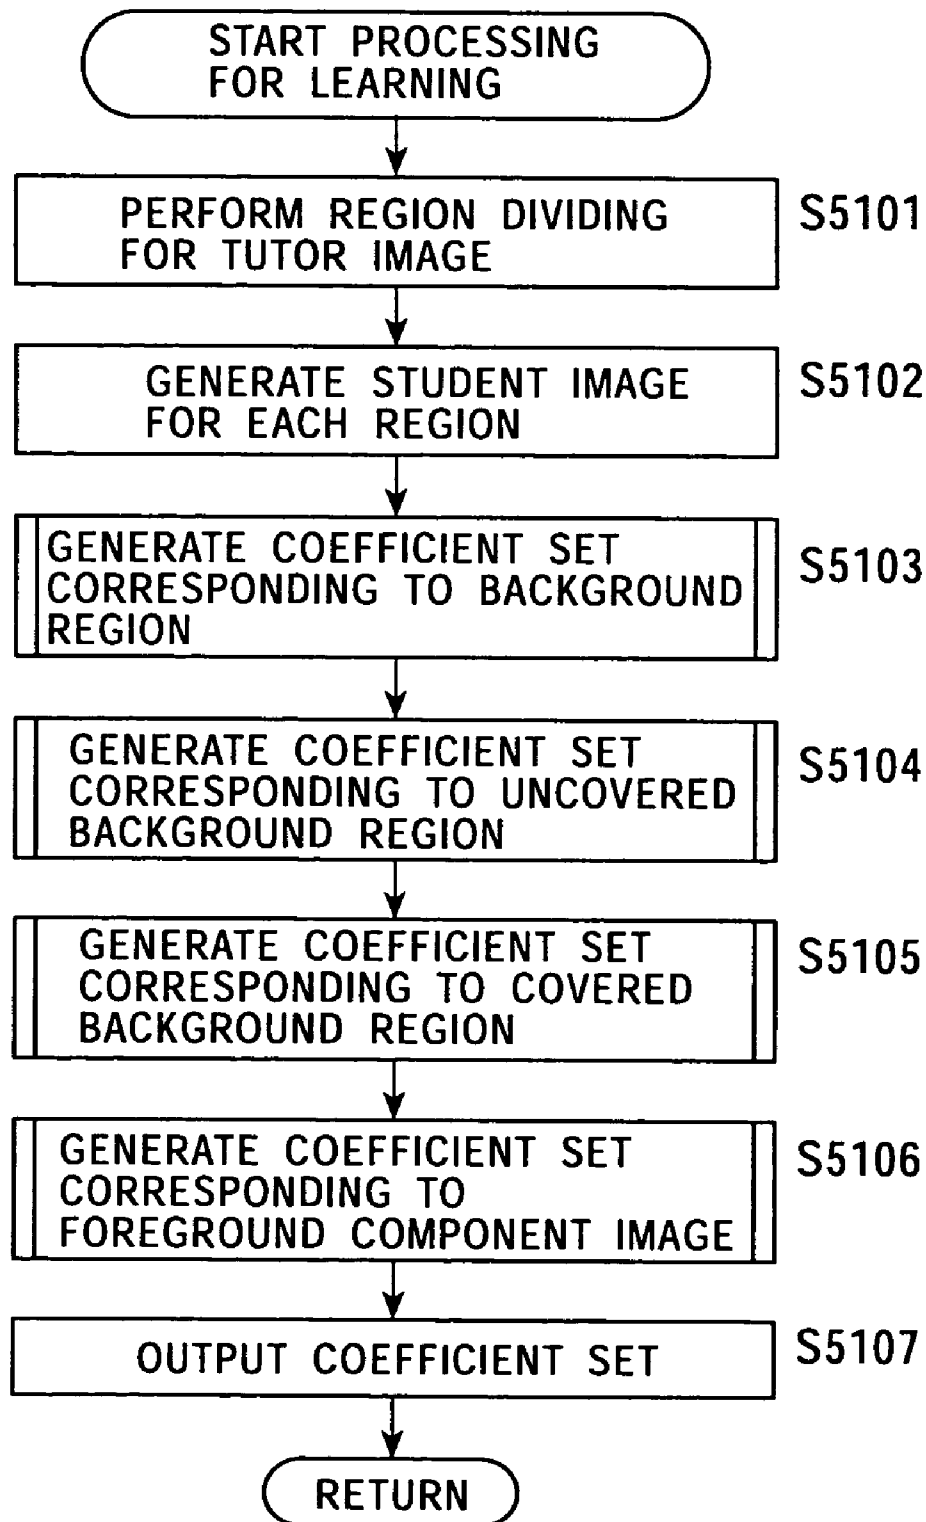 START PROCESSING
FOR LEARNING
PERFORM REGION DIVIDING
FOR TUTOR IMAGE
S5101
GENERATE STUDENT IMAGE
FOR EACH REGION
S5102
GENERATE COEFFICIENT SET
CORRESPONDING TO BACKGROUND
REGION
S5103
GENERATE COEFFICIENT SET
CORRESPONDING TO UNCOVERED
BACKGROUND REGION
S5104
GENERATE COEFFICIENT SET
CORRESPONDING TO COVERED
BACKGROUND REGION
S5105
GENERATE COEFFICIENT SET
CORRESPONDING TO
FOREGROUND COMPONENT IMAGE
S5106
OUTPUT COEFFICIENT SET
S5107
RETURN